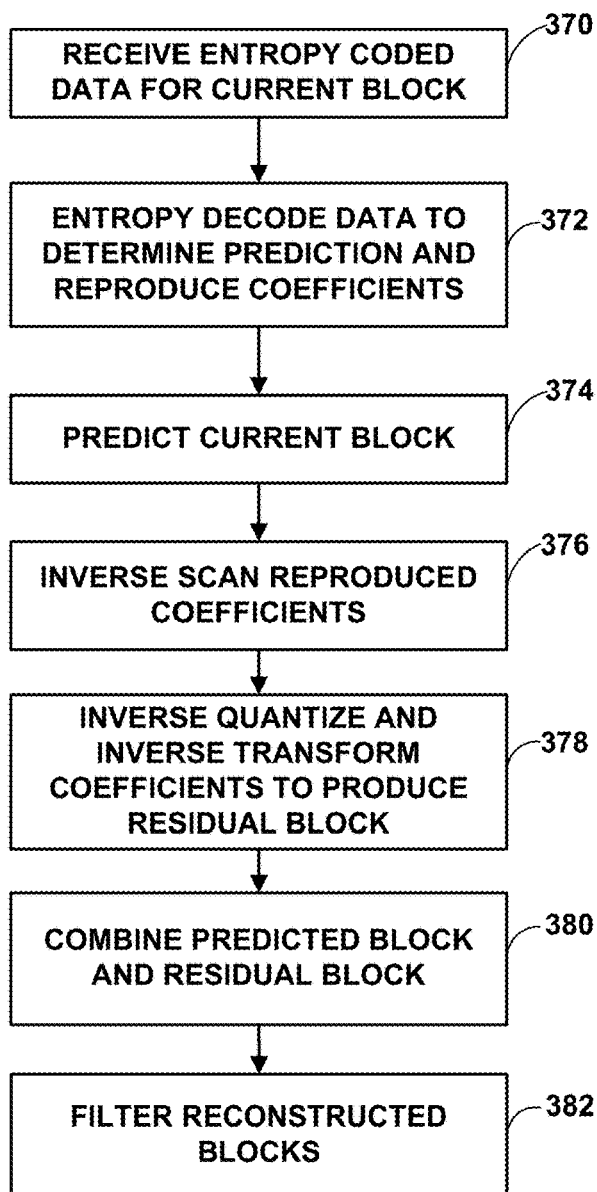 370
RECEIVE ENTROPY CODED
DATA FOR CURRENT BLOCK
372
ENTROPY DECODE DATA TO
DETERMINE PREDICTION AND
REPRODUCE COEFFICIENTS
374
PREDICT CURRENT BLOCK
376
INVERSE SCAN REPRODUCED
COEFFICIENTS
378
INVERSE QUANTIZE AND
INVERSE TRANSFORM
COEFFICIENTS TO PRODUCE
RESIDUAL BLOCK
380
COMBINE PREDICTED BLOCK
AND RESIDUAL BLOCK
382
FILTER RECONSTRUCTED
BLOCKS